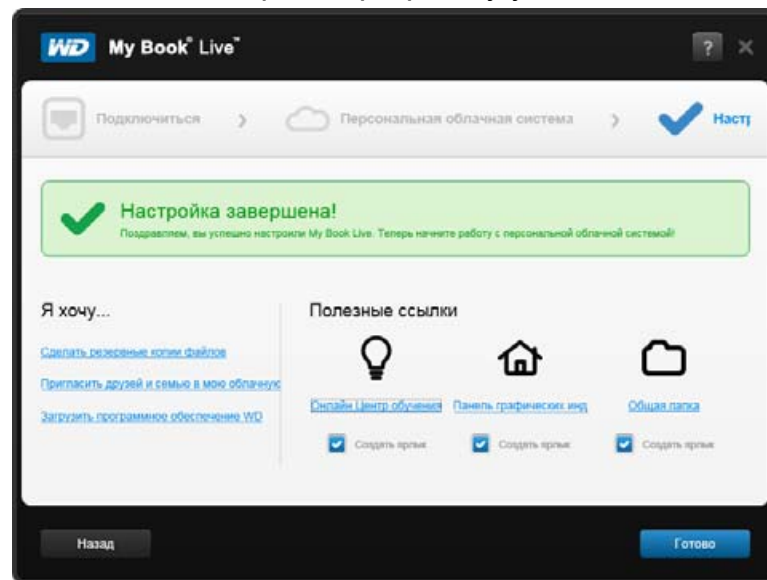 WD My Book® Live™ ?
Подключиться > Персональная облачная система > Настр
Настройка завершена!
Поздравляем, вы успешно настроили My Book Live. Теперь начните работу с персональной облачной системой!
Я хочу...
Сделать резервные копии файлов
Пригласить друзей и семью в мою облачную
Загрузить программное обеспечение WD
Полезные ссылки
Онлайн Центр обучения Панель графических инд Общая папка
Создать ярлык Создать ярлык Создать ярлык
Назад Готово